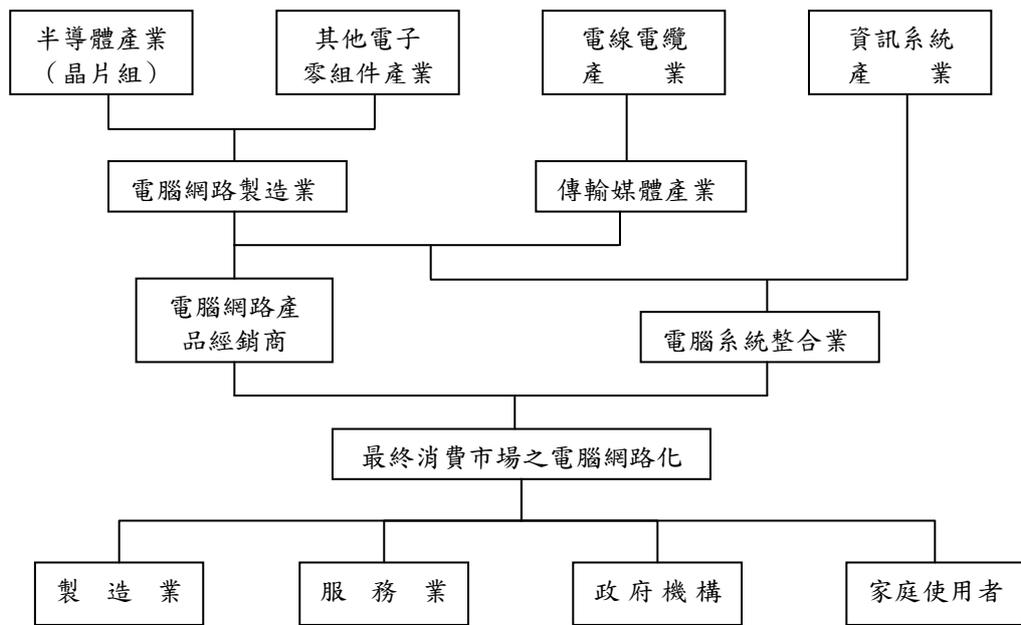 半導體產業
（晶片組）
其他電子
零組件產業
電線電纜
產業
資訊系統
產業
電腦網路製造業
傳輸媒體產業
電腦網路產
品經銷商
電腦系統整合業
最終消費市場之電腦網路化
製造業
服務業
政府機構
家庭使用者